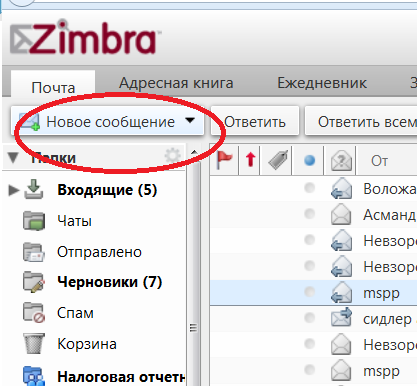 Zimbra
Почта Адресная книга Ежедневник
Новое сообщение Ответить Ответить всем
Папки От
Входящие (5)
Чаты
Отправлено
Черновики (7)
Спам
Корзина
Налоговая отчетн
Воложа
Асманд
Невзоро
Невзоро
mspp
сидлер
Невзоро
mspp